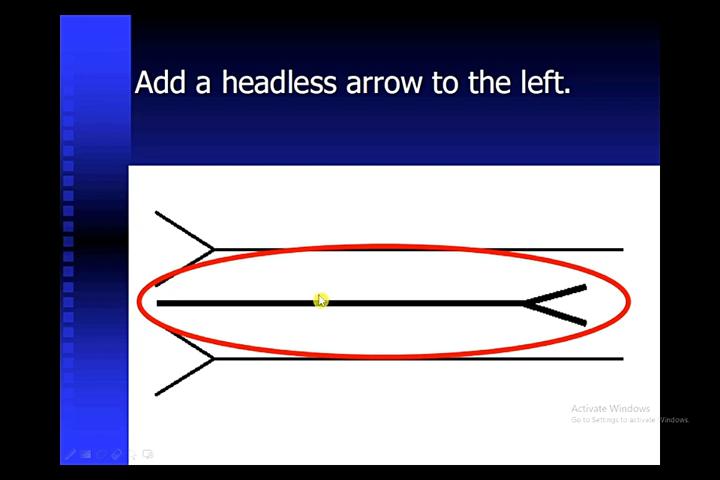 Add a headless arrow to the left.
Activate Windows
Go to Settings to activate Windows.